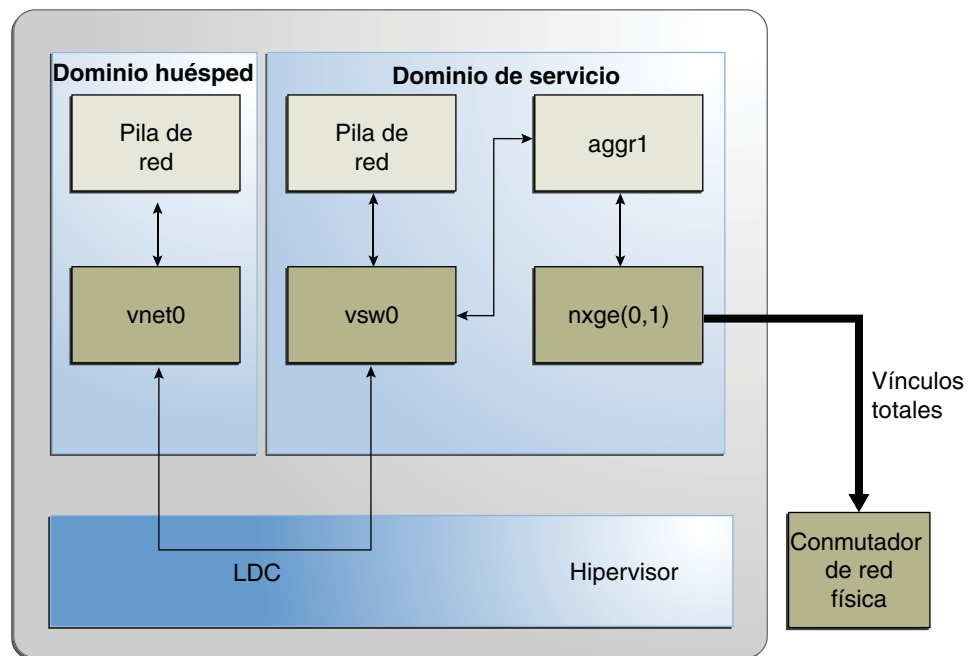 Dominio huésped
Dominio de servicio
Pila de
red
Pila de
red
aggr1
vnet0
vsw0
nxge(0,1)
Vínculos
totales
LDC
Hipervisor
Conmutador
de red
física